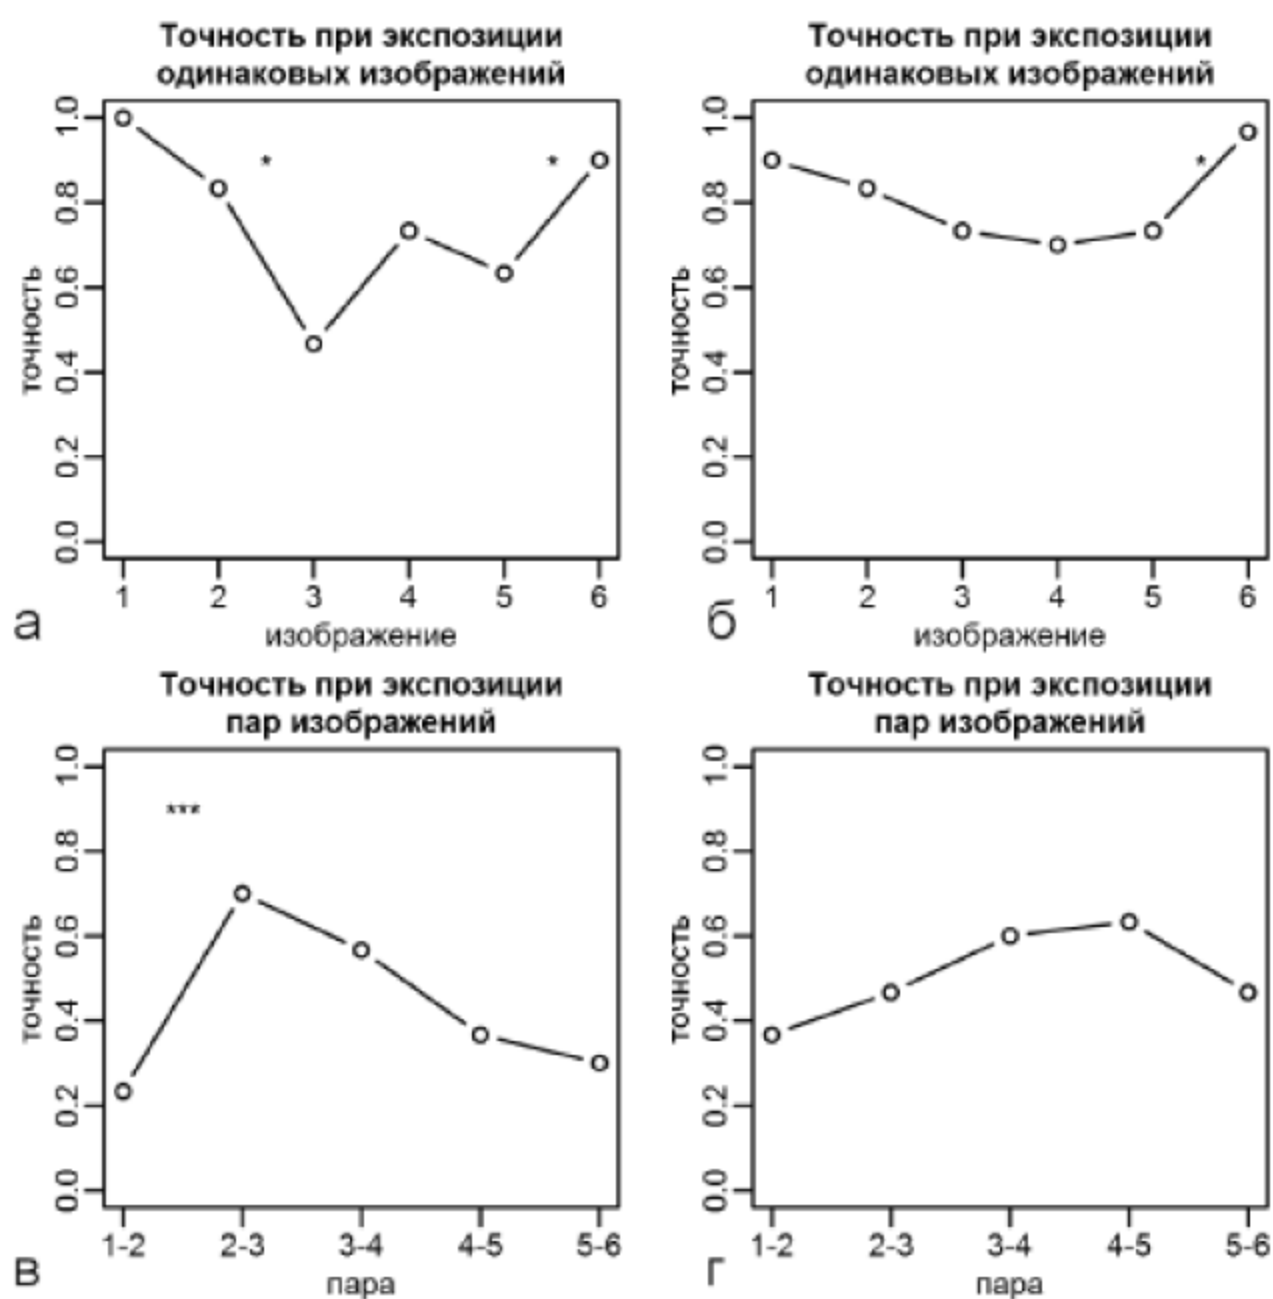 Точность при экспозиции
одинаковых изображений
точность
1.0
0.8
0.6
0.4
0.2
0.0
*
*
1 2 3 4 5 6
изображение
а
Точность при экспозиции
одинаковых изображений
точность
1.0
0.8
0.6
0.4
0.2
0.0
*
1 2 3 4 5 6
изображение
б
Точность при экспозиции
пар изображений
точность
1.0
0.8
0.6
0.4
0.2
0.0
***
1-2 2-3 3-4 4-5 5-6
пара
в
Точность при экспозиции
пар изображений
точность
1.0
0.8
0.6
0.4
0.2
0.0
1-2 2-3 3-4 4-5 5-6
пара
г